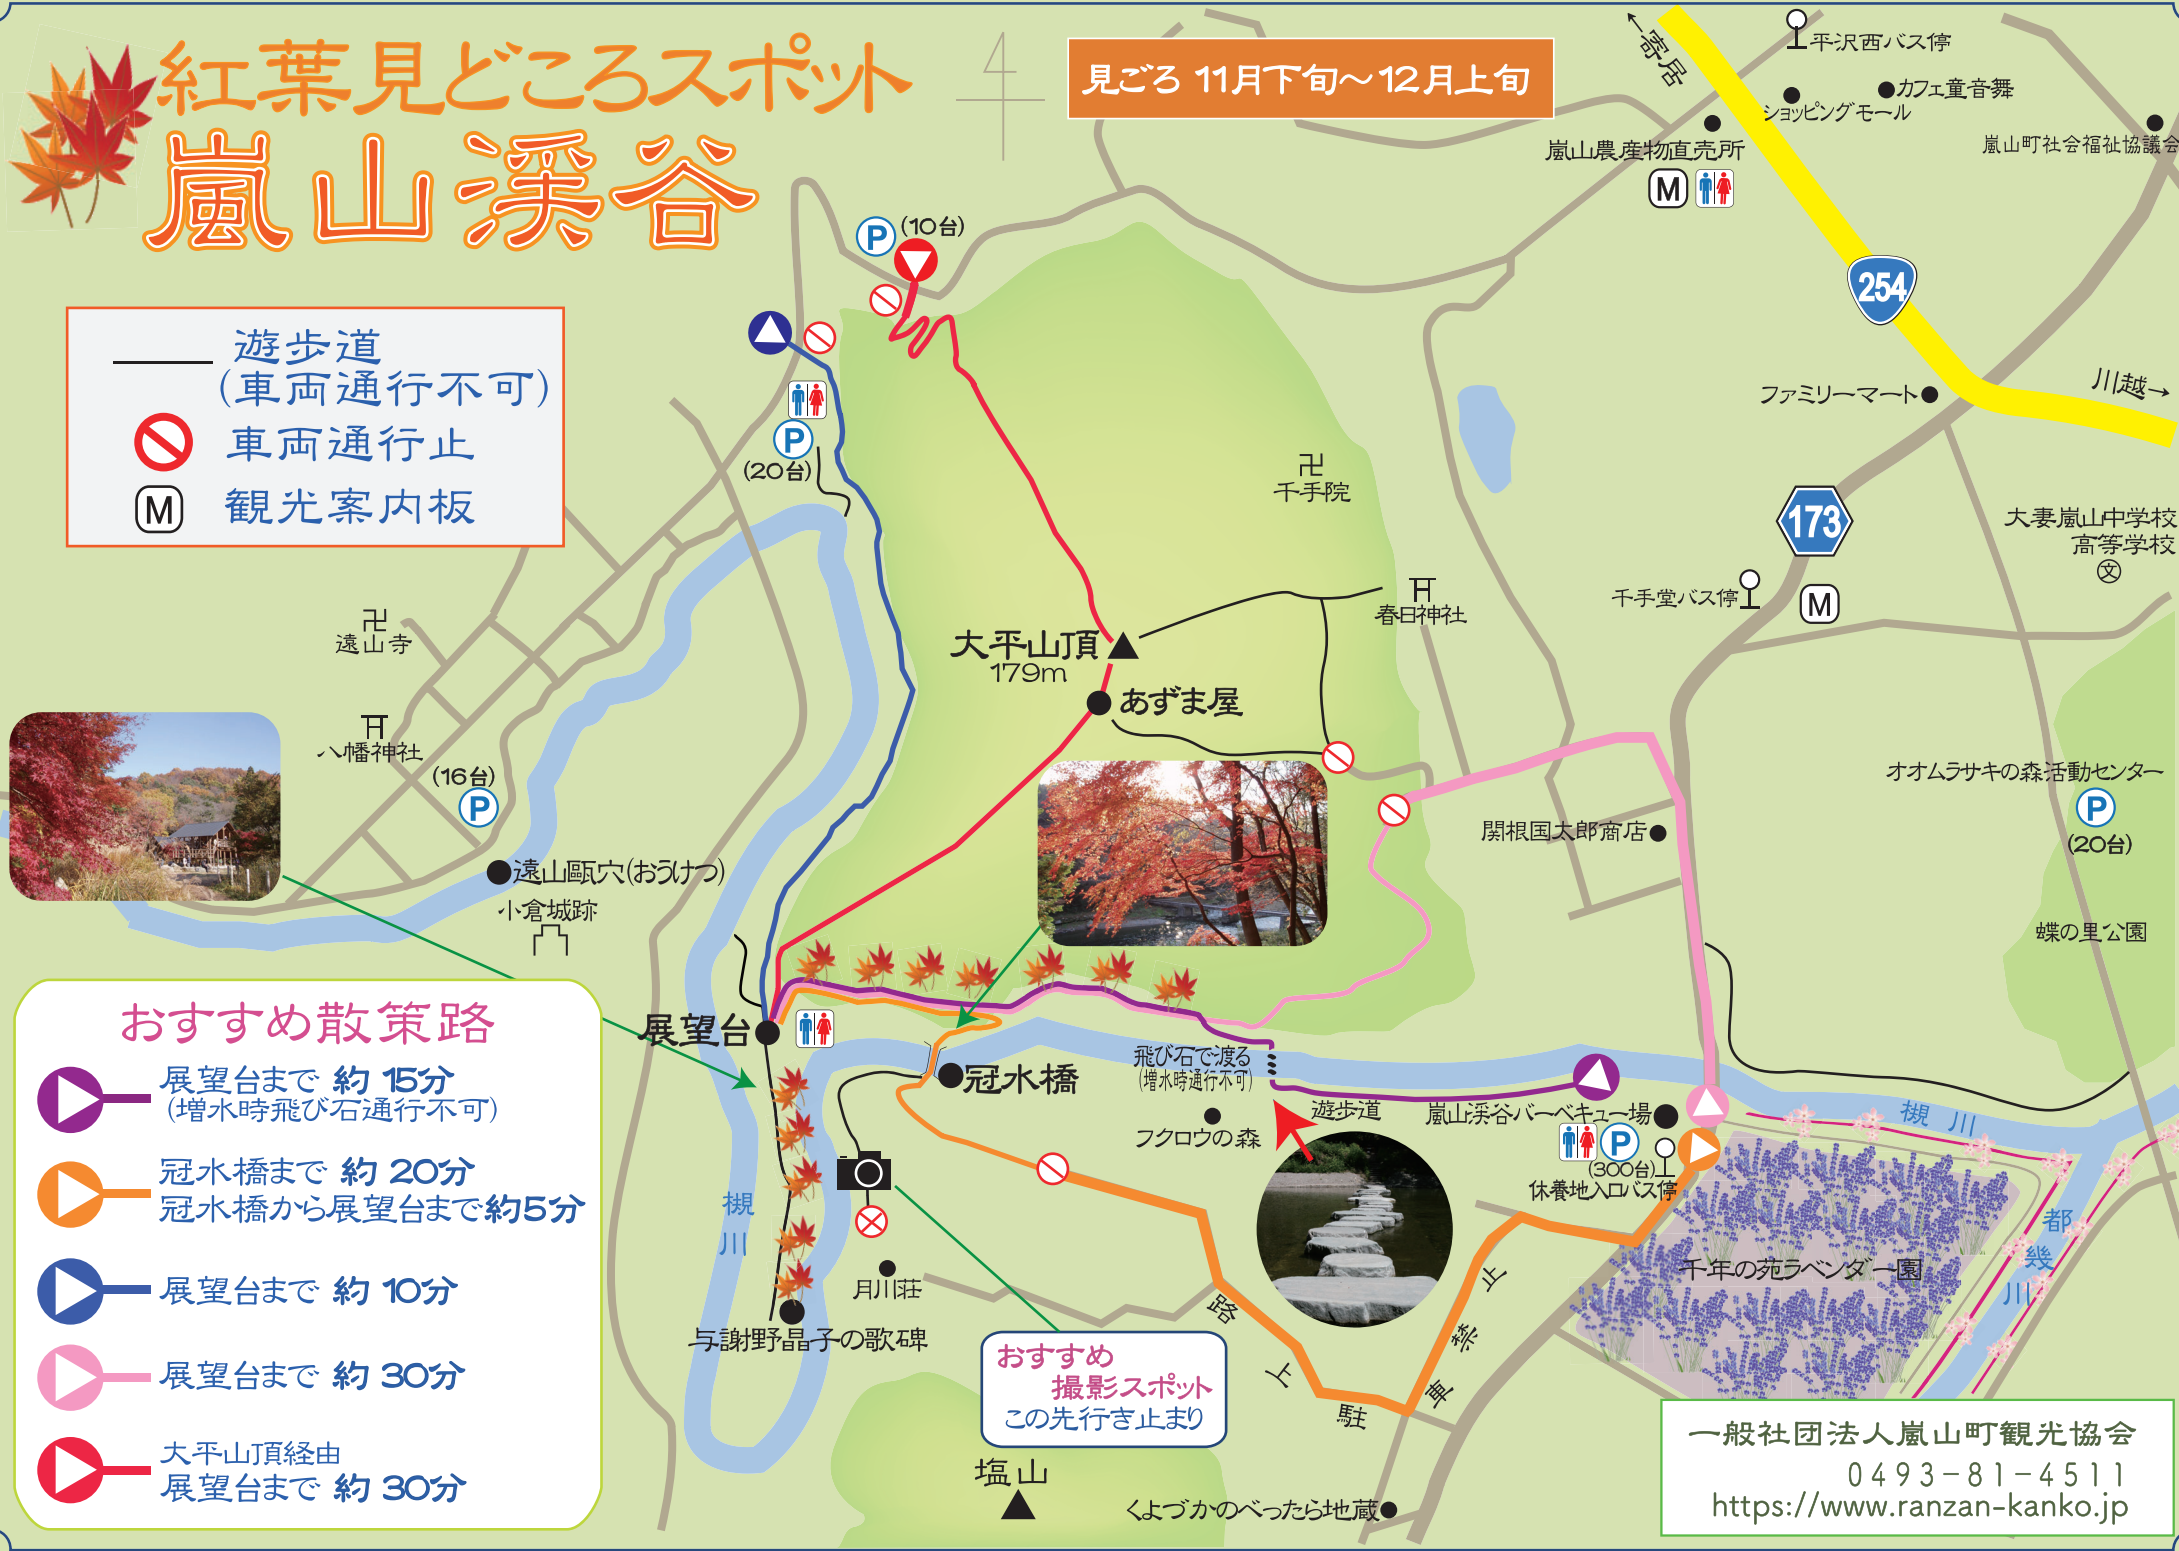 紅葉見どころスポット
嵐山渓谷
見ごろ 11月下旬～12月上旬
←寄居
平沢西バス停
カフェ童音舞
ショッピングモール
嵐山農産物直売所
M
嵐山町社会福祉協議会
254
川越→
ファミリーマート
173
大妻嵐山中学校
高等学校
文
千手堂バス停
M
遊歩道
(車両通行不可)
車両通行止
M 観光案内板
P (10台)
P
(20台)
卍
千手院
春日神社
大平山頂
179m
あずま屋
卍
遠山寺
八幡神社
(16台)
P
遠山甌穴(おうけつ)
小倉城跡
関根国太郎商店
オオムラサキの森活動センター
P
(20台)
蝶の里公園
展望台
冠水橋
飛び石で渡る
(増水時通行不可)
フクロウの森
遊歩道
嵐山渓谷バーベキュー場
P
(300台)
休養地入口バス停
槻川
槻川
都幾川
千年の苑ラベンダー園
月川荘
与謝野晶子の歌碑
路上駐車禁止
おすすめ
撮影スポット
この先行き止まり
塩山
くよづかのべったら地蔵
おすすめ散策路
展望台まで 約 15分
(増水時飛び石通行不可)
冠水橋まで 約 20分
冠水橋から展望台まで約5分
展望台まで 約 10分
展望台まで 約 30分
大平山頂経由
展望台まで 約 30分
一般社団法人嵐山町観光協会
0493-81-4511
https://www.ranzan-kanko.jp